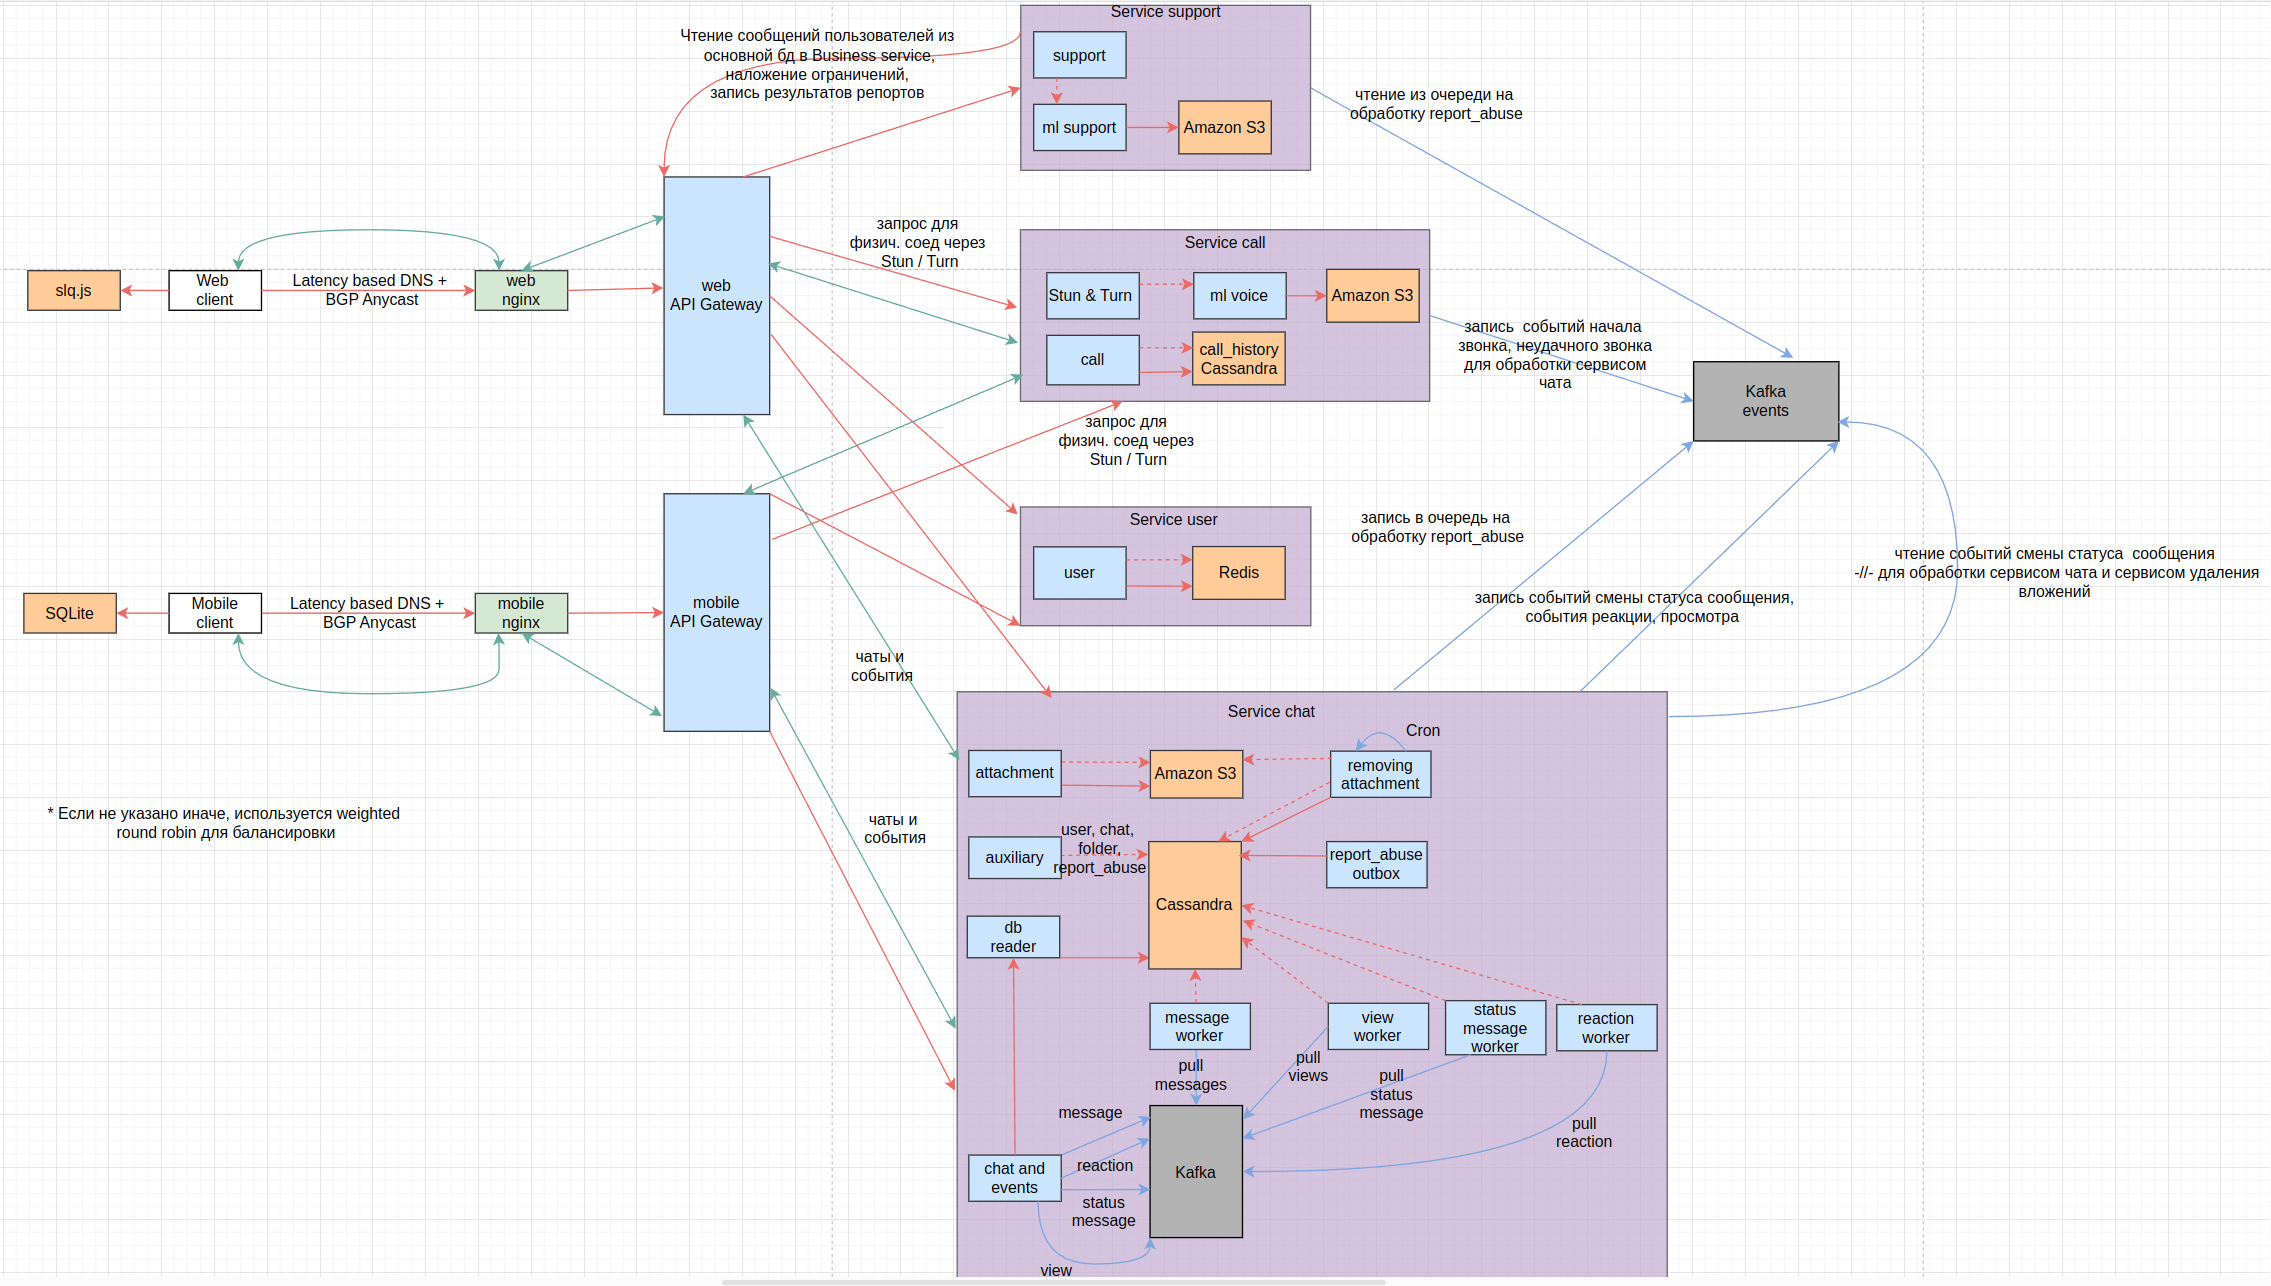 Service support
Чтение сообщений пользователей из
основной бд в Business service,
наложение ограничений,
запись результатов репортов
support
ml support
Amazon S3
чтение из очереди на
обработку report_abuse
запрос для
физич. соед через
Stun / Turn
Service call
Stun & Turn
ml voice
Amazon S3
call
call_history
Cassandra
slq.js
Web
client
Latency based DNS +
BGP Anycast
web
nginx
web
API Gateway
запись  событий начала
звонка, неудачного звонка
для обработки сервисом
чата
Kafka
events
запрос для
физич. соед через
Stun / Turn
Service user
user
Redis
запись в очередь на
обработку report_abuse
чтение событий смены статуса  сообщения
-//- для обработки сервисом чата и сервисом удаления
вложений
запись событий смены статуса сообщения,
события реакции, просмотра
SQLite
Mobile
client
Latency based DNS +
BGP Anycast
mobile
nginx
mobile
API Gateway
чаты и
события
Service chat
Cron
attachment
Amazon S3
removing
attachment
* Если не указано иначе, используется weighted
round robin для балансировки
чаты и
события
auxiliary
user, chat,
folder,
report_abuse
Cassandra
report_abuse
outbox
db
reader
message
worker
view
worker
status
message
worker
reaction
worker
pull
messages
pull
views
pull
status
message
pull
reaction
message
chat and
events
reaction
Kafka
status
message
view